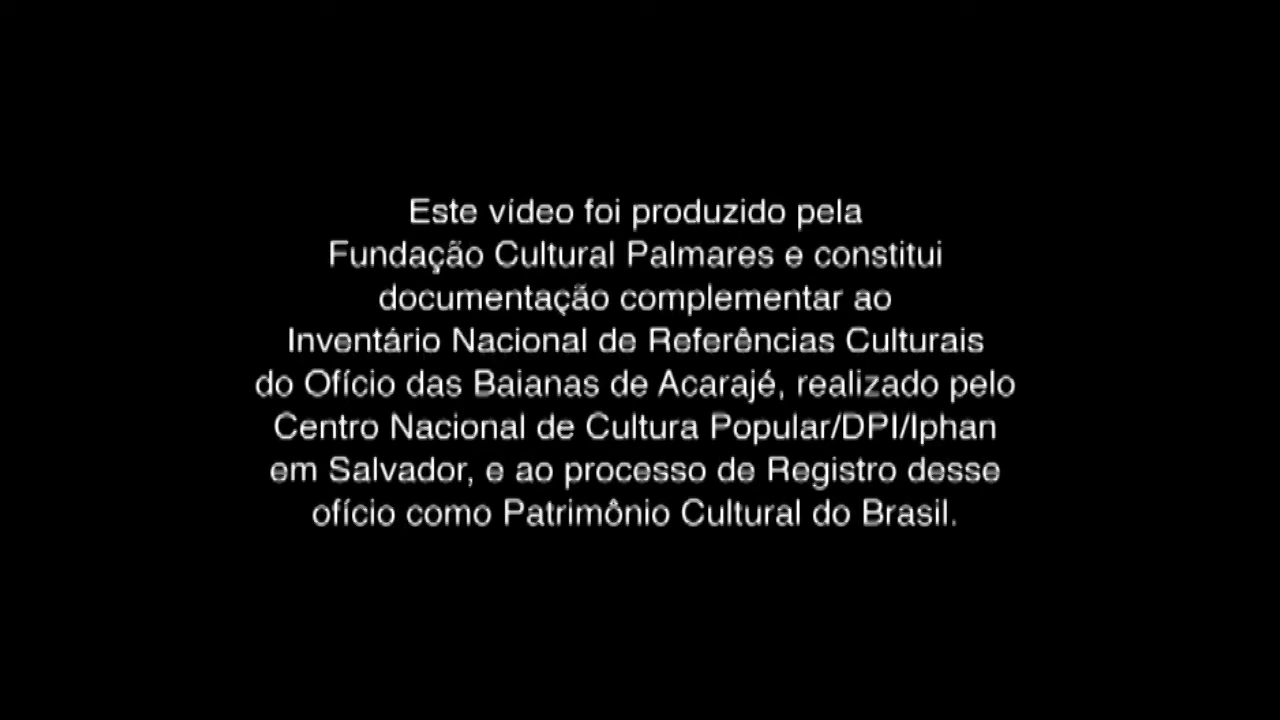 Este vídeo foi produzido pela
Fundação Cultural Palmares e constitui
documentação complementar ao
Inventário Nacional de Referências Culturais
do Ofício das Baianas de Acarajé, realizado pelo
Centro Nacional de Cultura Popular/DPI/Iphan
em Salvador, e ao processo de Registro desse
ofício como Patrimônio Cultural do Brasil.